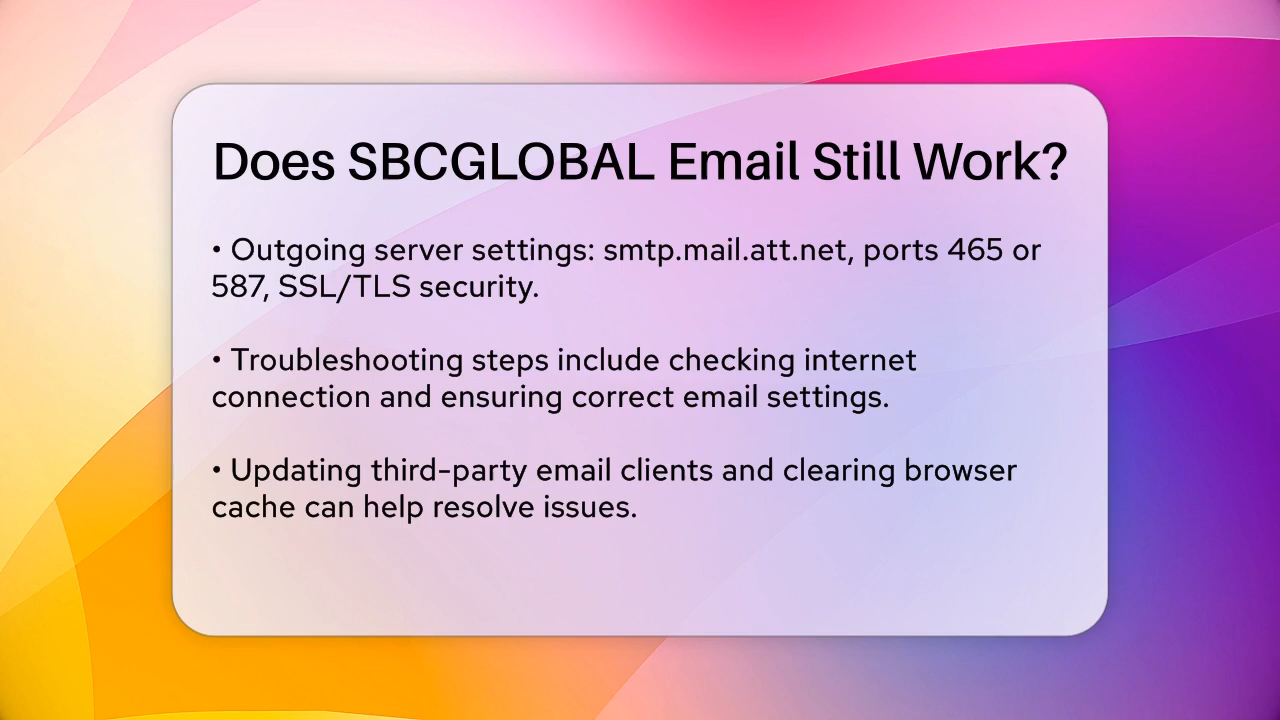 Does SBCGLOBAL Email Still Work?
• Outgoing server settings: smtp.mail.att.net, ports 465 or
587, SSL/TLS security.
• Troubleshooting steps include checking internet
connection and ensuring correct email settings.
• Updating third-party email clients and clearing browser
cache can help resolve issues.